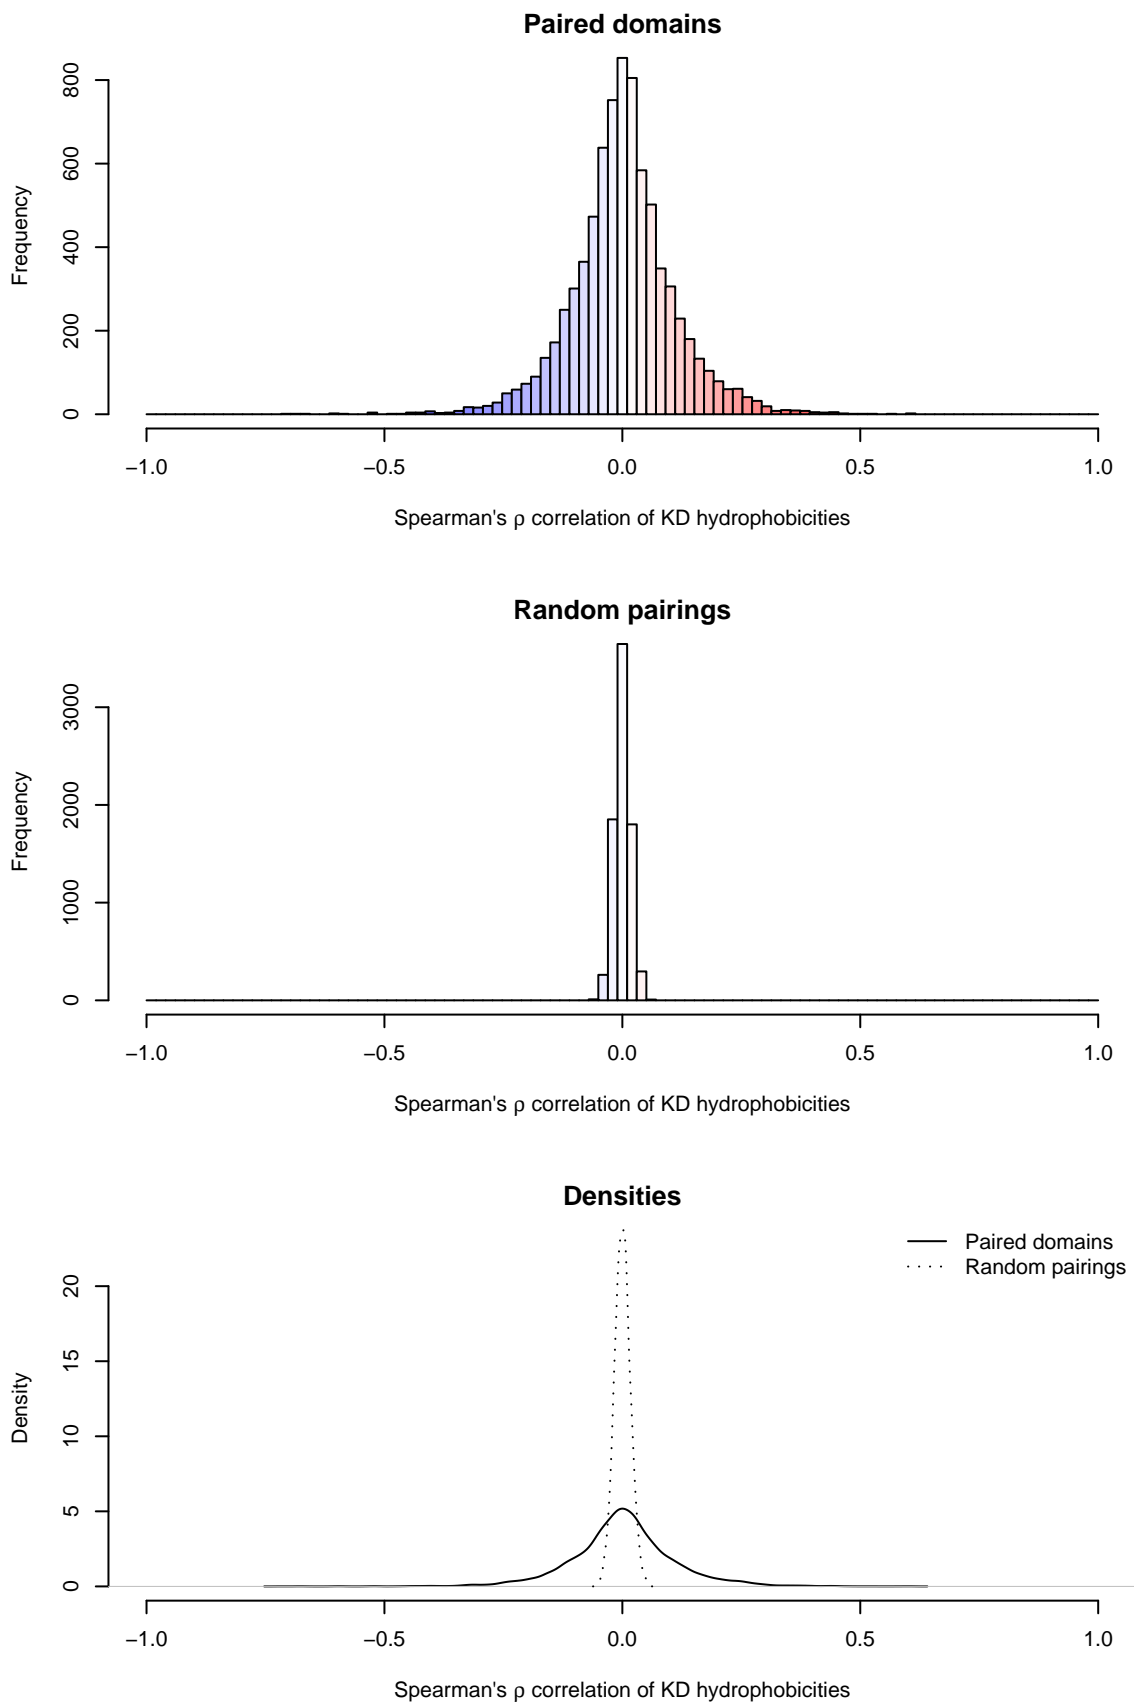 Paired domains
800
600
400
200
0
Frequency
−1.0 −0.5 0.0 0.5 1.0
Spearman's ρ correlation of KD hydrophobicities
Random pairings
3000
2000
1000
0
Frequency
−1.0 −0.5 0.0 0.5 1.0
Spearman's ρ correlation of KD hydrophobicities
Densities
Paired domains
Random pairings
20
15
10
5
0
Density
−1.0 −0.5 0.0 0.5 1.0
Spearman's ρ correlation of KD hydrophobicities